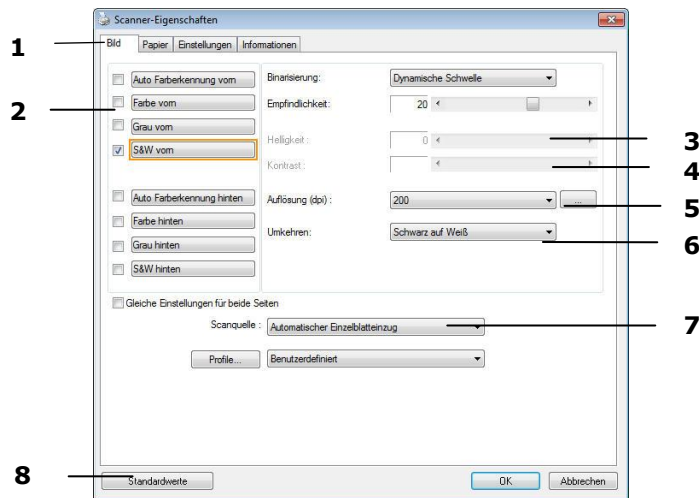 Scanner-Eigenschaften
1
Bild Papier Einstellungen Informationen
2
Auto Farberkennung vorn
Farbe vorn
Grau vorn
S&W vorn
Auto Farberkennung hinten
Farbe hinten
Grau hinten
S&W hinten
Binarisierung: Dynamische Schwelle
Empfindlichkeit: 20
Helligkeit : 0
3
Kontrast :
4
Auflösung (dpi) : 200 ...
5
Umkehren: Schwarz auf Weiß
6
Gleiche Einstellungen für beide Seiten
Scanquelle : Automatischer Einzelblatteinzug
7
Profile... Benutzerdefiniert
8
Standardwerte OK Abbrechen